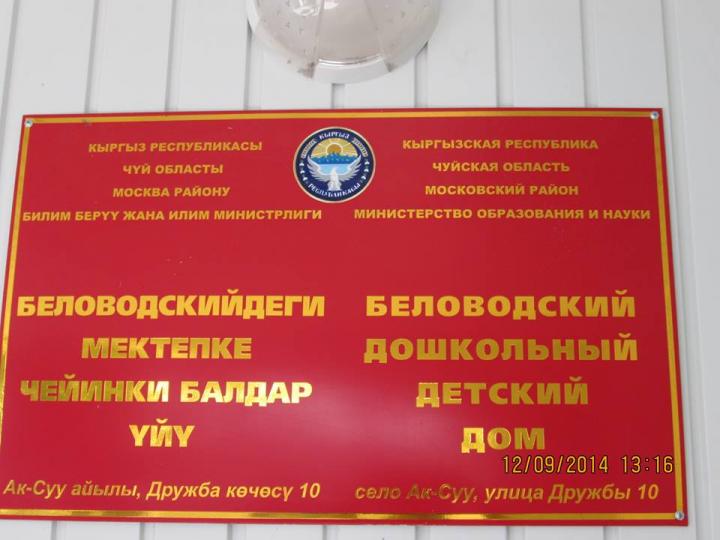 КЫРГЫЗ РЕСПУБЛИКАСЫ
ЧҮЙ ОБЛАСТЫ
МОСКВА РАЙОНУ
БИЛИМ БЕРҮҮ ЖАНА ИЛИМ МИНИСТРЛИГИ
КЫРГЫЗ
РЕСПУБЛИКАСЫ
КЫРГЫЗСКАЯ РЕСПУБЛИКА
ЧУЙСКАЯ ОБЛАСТЬ
МОСКОВСКИЙ РАЙОН
МИНИСТЕРСТВО ОБРАЗОВАНИЯ И НАУКИ
БЕЛОВОДСКИЙДЕГИ
МЕКТЕПКЕ
ЧЕЙИНКИ БАЛДАР
ҮЙҮ
Ак-Суу айылы, Дружба көчөсү 10
БЕЛОВОДСКИЙ
ДОШКОЛЬНЫЙ
ДЕТСКИЙ
ДОМ
село Ак-Суу, улица Дружбы 10
12/09/2014 13:16